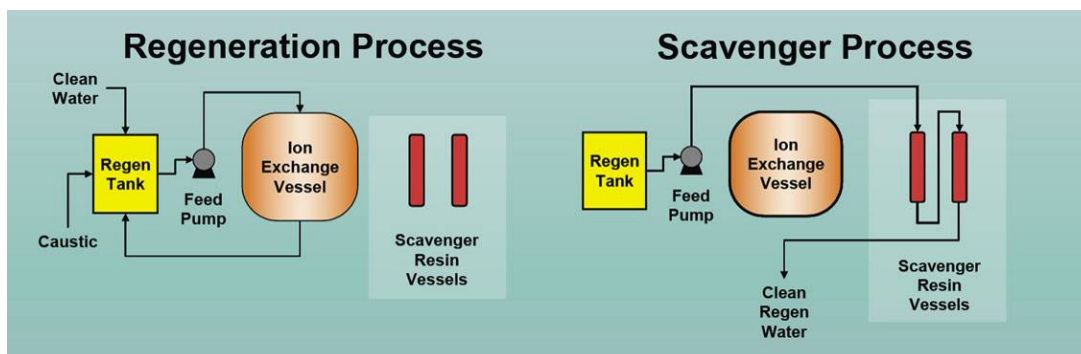 Regeneration Process
Clean
Water
Regen
Tank
Caustic
Feed
Pump
Ion
Exchange
Vessel
Scavenger
Resin
Vessels
Scavenger Process
Regen
Tank
Feed
Pump
Ion
Exchange
Vessel
Scavenger
Resin
Vessels
Clean
Regen
Water